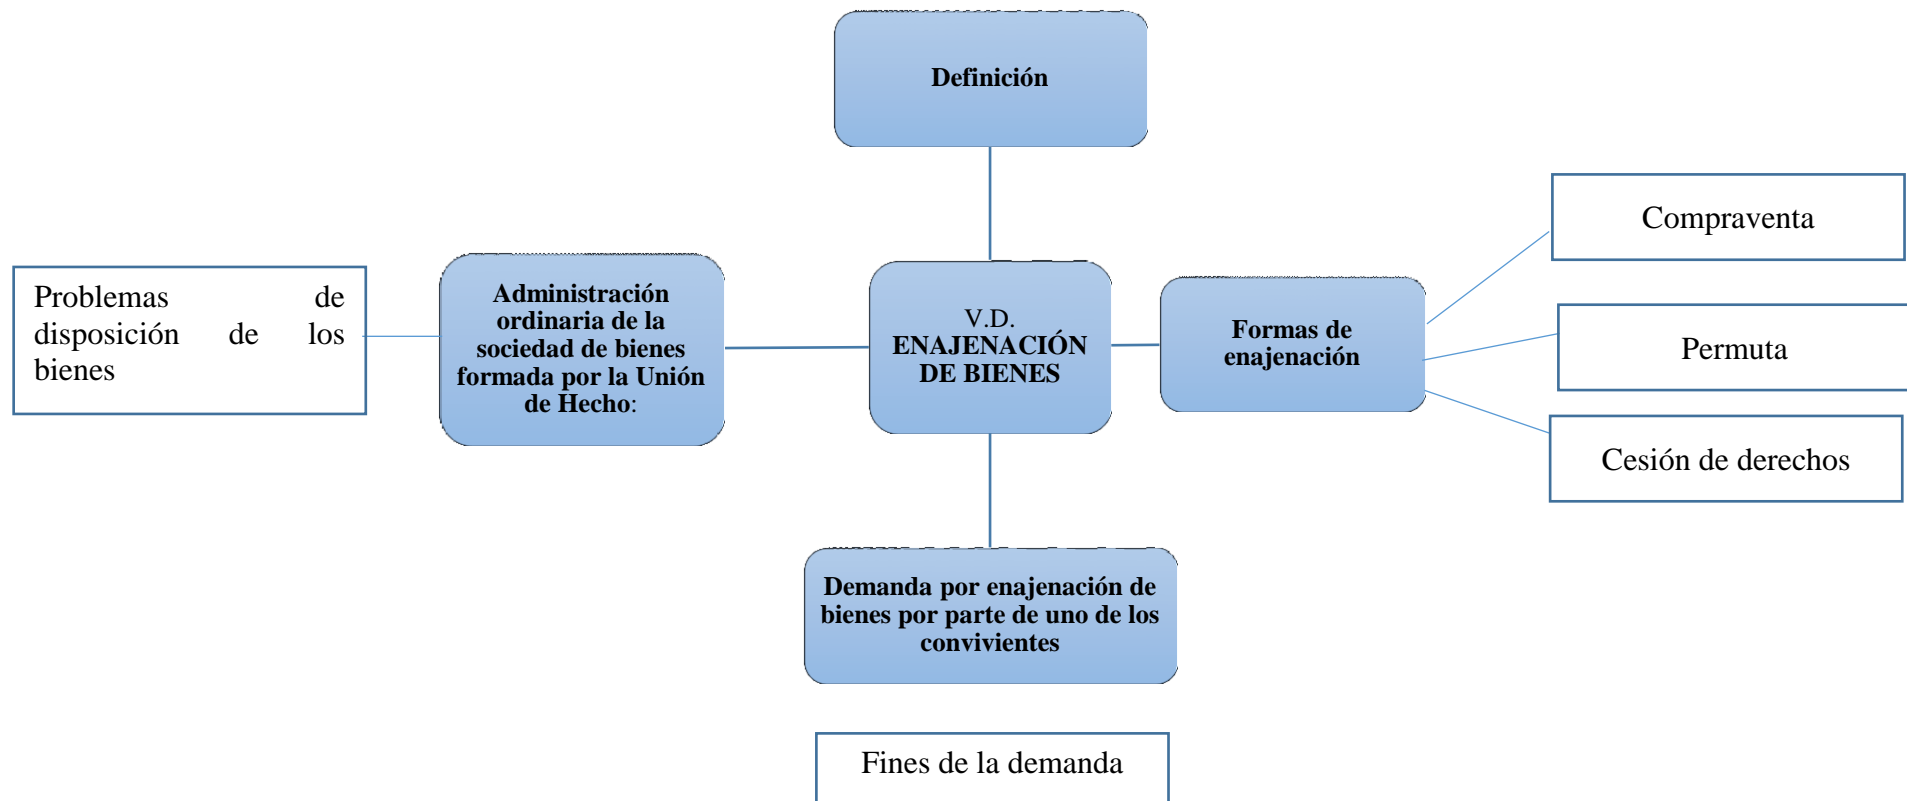 Definición
Compraventa
Problemas de
disposición de los
bienes
Administración
ordinaria de la
sociedad de bienes
formada por la Unión
de Hecho:
V.D.
ENAJENACIÓN
DE BIENES
Formas de
enajenación
Permuta
Cesión de derechos
Demanda por enajenación de
bienes por parte de uno de los
convivientes
Fines de la demanda